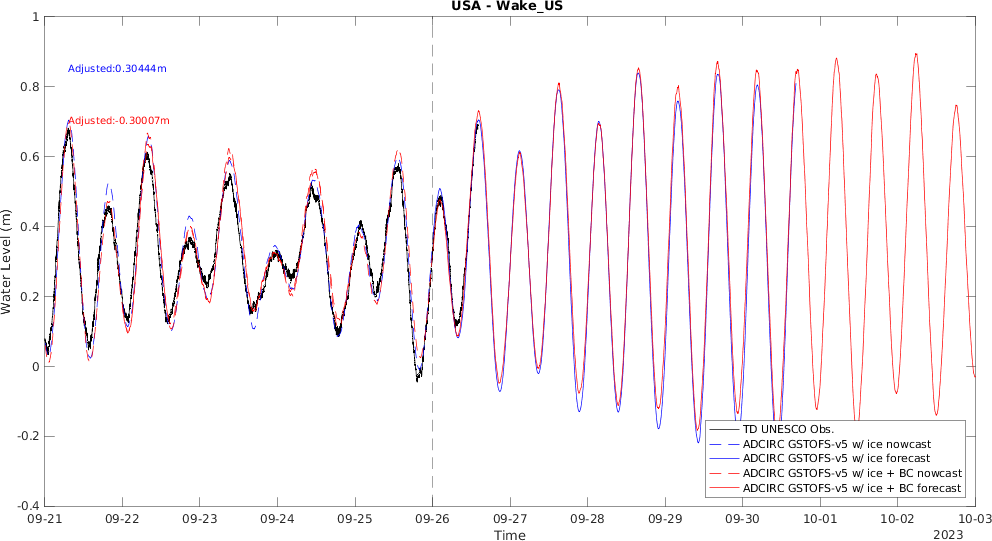 USA - Wake_US
1
0.8
0.6
0.4
0.2
0
-0.2
-0.4
Water Level (m)
Adjusted:0.30444m
Adjusted:-0.30007m
TD UNESCO Obs.
ADCIRC GSTOFS-v5 w/ ice nowcast
ADCIRC GSTOFS-v5 w/ ice forecast
ADCIRC GSTOFS-v5 w/ ice + BC nowcast
ADCIRC GSTOFS-v5 w/ ice + BC forecast
09-21 09-22 09-23 09-24 09-25 09-26 09-27 09-28 09-29 09-30 10-01 10-02 10-03
Time
2023